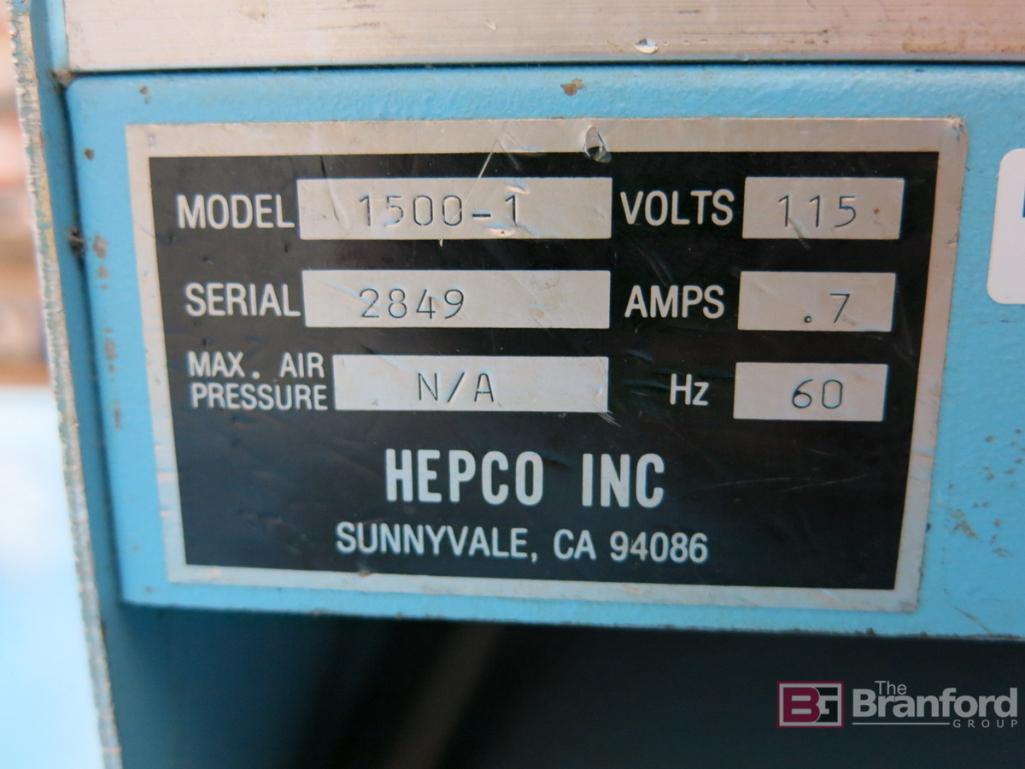 MODEL 1500-1 VOLTS 115
SERIAL 2849 AMPS .7
MAX. AIR PRESSURE N/A Hz 60
HEPCO INC
SUNNYVALE, CA 94086
BG The Branford GROUP